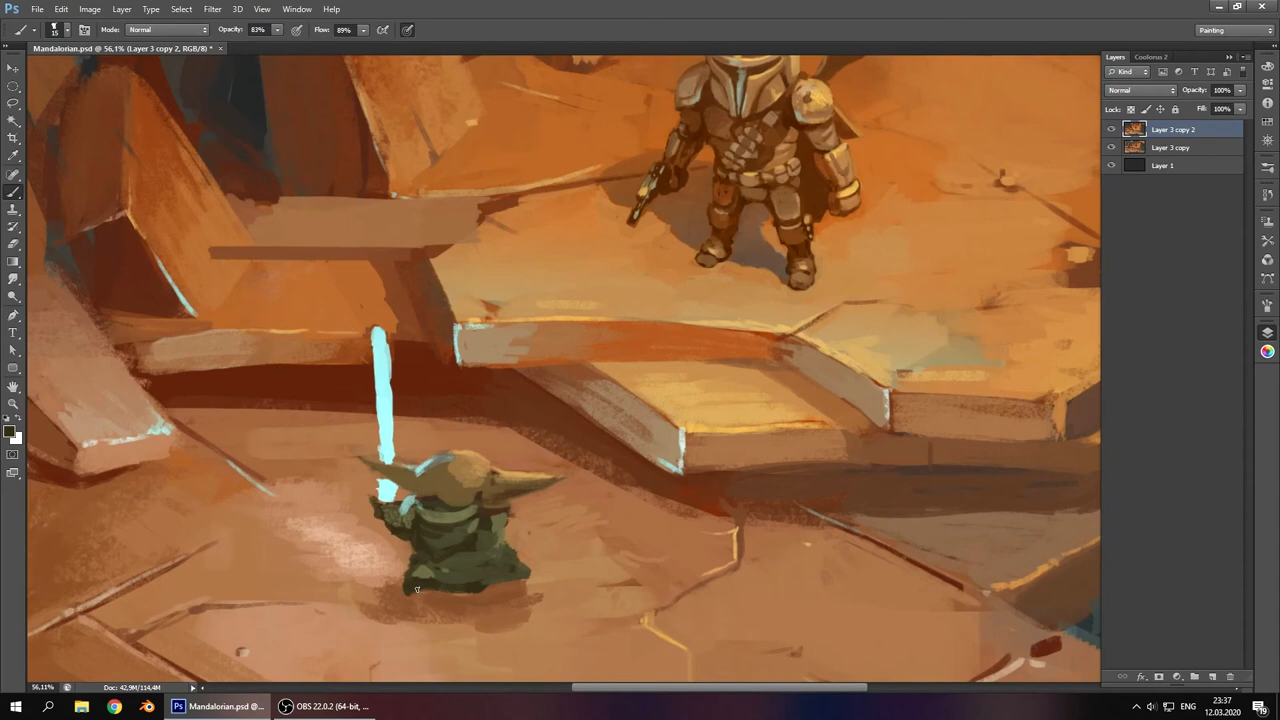 Ps File Edit Image Layer Type Select Filter 3D View Window Help
15 Mode: Normal Opacity: 83% Flow: 89% Painting
Mandalorian.psd @ 56,1% (Layer 3 copy 2, RGB/8) * ×
Layers Coolorus 2
Kind
Normal Opacity: 100%
Lock: Fill: 100%
Layer 3 copy 2
Layer 3 copy
Layer 1
56,11% Doc: 42,9M/114,4M
Ps Mandalorian.psd @... OBS 22.0.2 (64-bit, ... ENG 23:37
12.03.2020 19